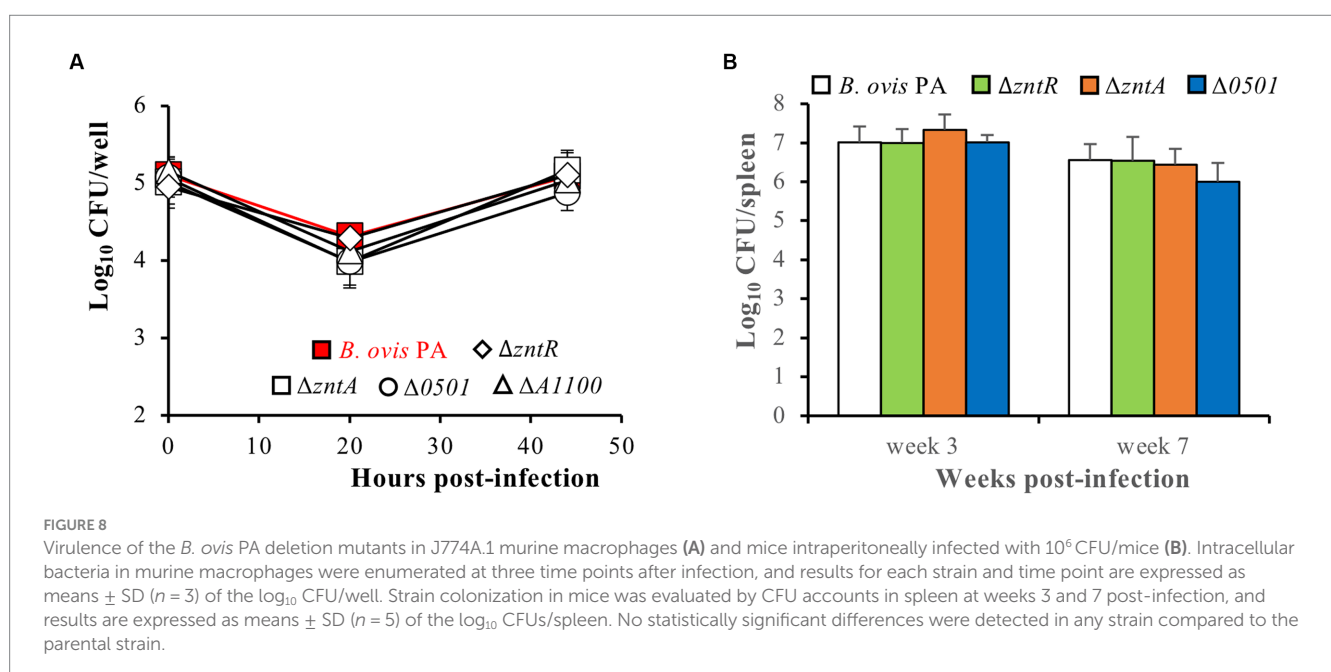 A
Log10 CFU/well
6
5
4
3
2
0 10 20 30 40 50
Hours post-infection
B. ovis PA ΔzntR
ΔzntA Δ0501 ΔA1100
B
B. ovis PA ΔzntR ΔzntA Δ0501
Log10 CFU/spleen
8
7
6
5
4
3
2
1
0
week 3 week 7
Weeks post-infection
FIGURE 8
Virulence of the B. ovis PA deletion mutants in J774A.1 murine macrophages (A) and mice intraperitoneally infected with 10⁶ CFU/mice (B). Intracellular
bacteria in murine macrophages were enumerated at three time points after infection, and results for each strain and time point are expressed as
means ± SD (n = 3) of the log₁₀ CFU/well. Strain colonization in mice was evaluated by CFU accounts in spleen at weeks 3 and 7 post-infection, and
results are expressed as means ± SD (n = 5) of the log₁₀ CFUs/spleen. No statistically significant differences were detected in any strain compared to the
parental strain.